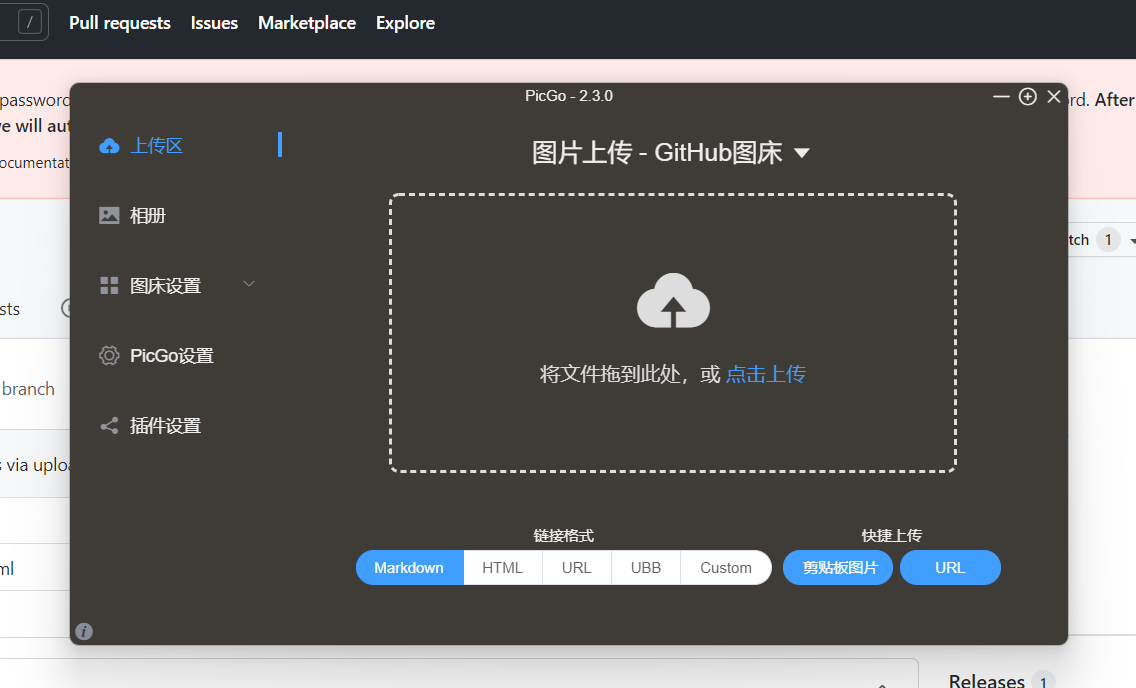 / Pull requests Issues Marketplace Explore
password
rd. After
e will aut
ocumentat
PicGo - 2.3.0
上传区
相册
图床设置
PicGo设置
插件设置
图片上传 - GitHub图床
将文件拖到此处，或 点击上传
链接格式
快捷上传
Markdown HTML URL UBB Custom
剪贴板图片 URL
i
tch 1
sts
branch
s via uploa
ml
Releases 1